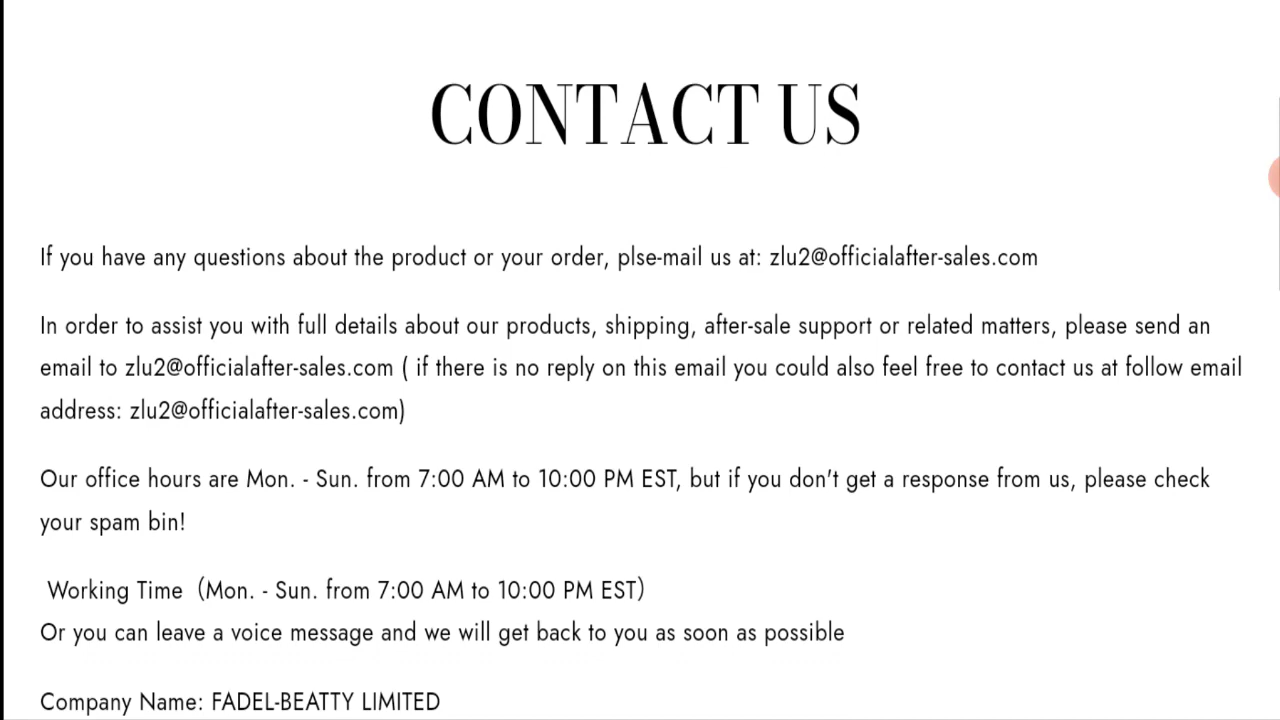 CONTACT US
If you have any questions about the product or your order, plse-mail us at: zlu2@officialafter-sales.com
In order to assist you with full details about our products, shipping, after-sale support or related matters, please send an
email to zlu2@officialafter-sales.com ( if there is no reply on this email you could also feel free to contact us at follow email
address: zlu2@officialafter-sales.com)
Our office hours are Mon. - Sun. from 7:00 AM to 10:00 PM EST, but if you don't get a response from us, please check
your spam bin!
Working Time（Mon. - Sun. from 7:00 AM to 10:00 PM EST）
Or you can leave a voice message and we will get back to you as soon as possible
Company Name: FADEL-BEATTY LIMITED